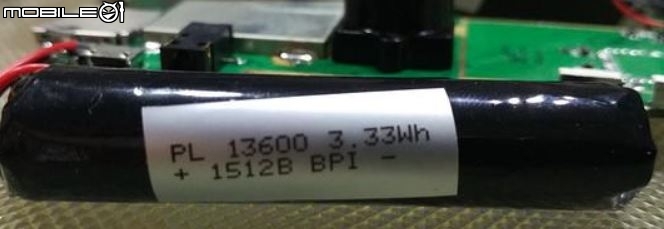 MOBILE01
PL 13600 3.33Wh
+ 1512B BPI -